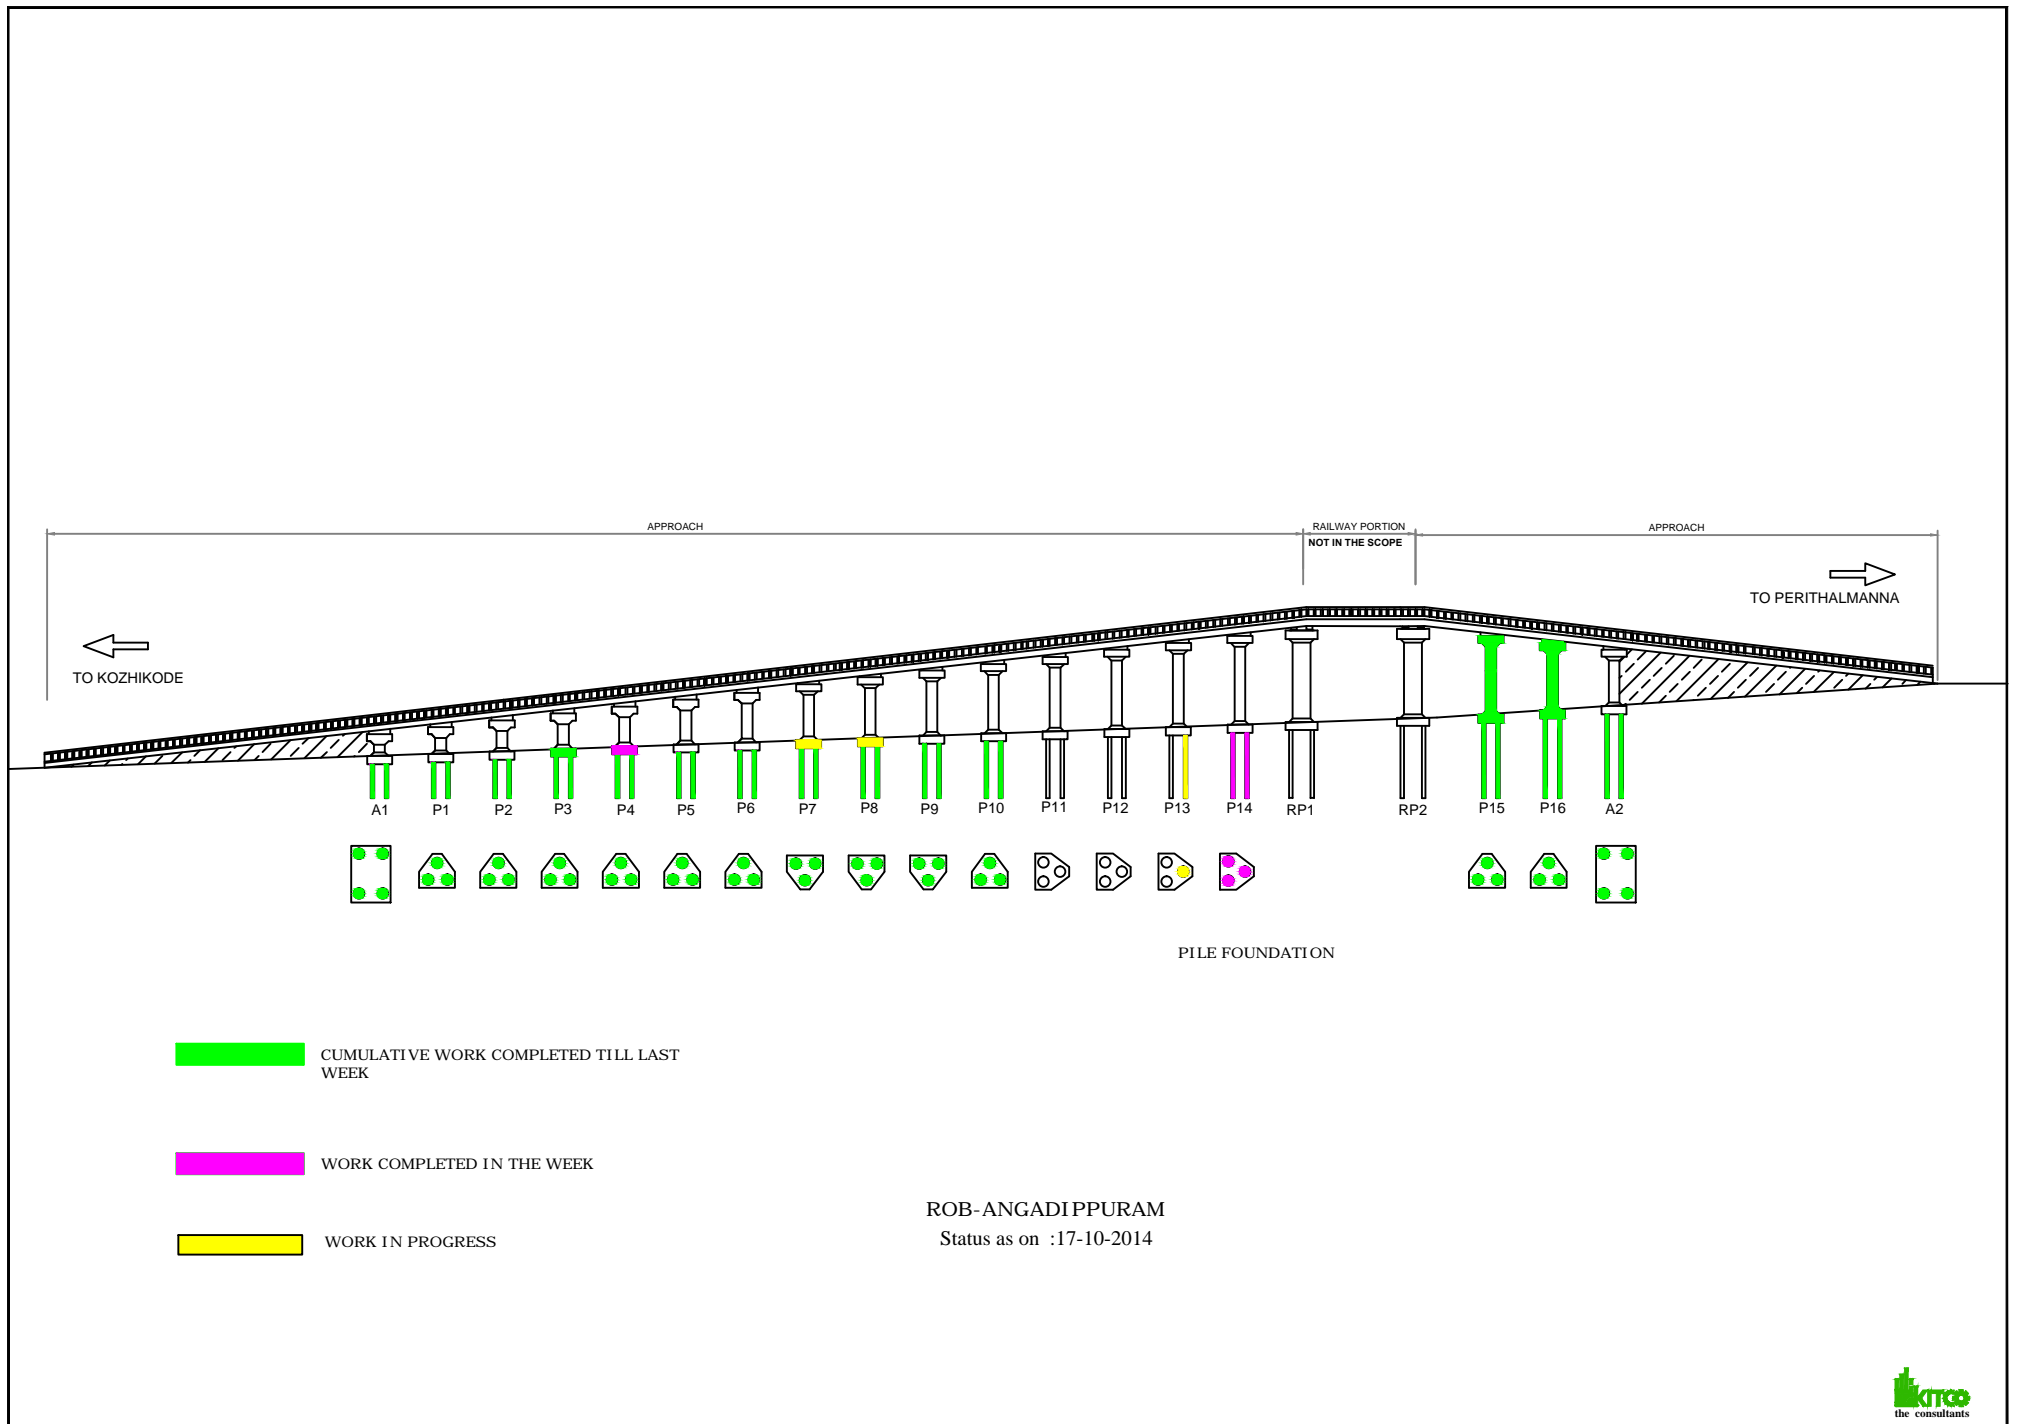 APPROACH
RAILWAY PORTION
APPROACH
NOT IN THE SCOPE
TO PERITHALMANNA
TO KOZHIKODE
A1 P1 P2 P3 P4 P5 P6 P7 P8 P9 P10 P11 P12 P13 P14 RP1 RP2 P15 P16 A2
PILE FOUNDATION
CUMULATIVE WORK COMPLETED TILL LAST
WEEK
WORK COMPLETED IN THE WEEK
WORK IN PROGRESS
ROB-ANGADIPPURAM
Status as on :17-10-2014
KITCO
the consultants